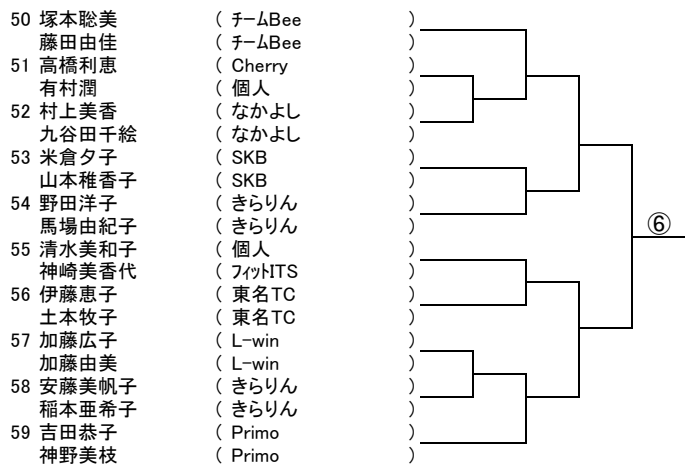 50 塚本聡美 ( チームBee )
藤田由佳 ( チームBee )
51 高橋利恵 ( Cherry )
有村潤 ( 個人 )
52 村上美香 ( なかよし )
九谷田千絵 ( なかよし )
53 米倉夕子 ( SKB )
山本稚香子 ( SKB )
54 野田洋子 ( きらりん )
馬場由紀子 ( きらりん )
⑥
55 清水美和子 ( 個人 )
神崎美香代 ( フィットITS )
56 伊藤恵子 ( 東名TC )
土本牧子 ( 東名TC )
57 加藤広子 ( L-win )
加藤由美 ( L-win )
58 安藤美帆子 ( きらりん )
稲本亜希子 ( きらりん )
59 吉田恭子 ( Primo )
神野美枝 ( Primo )